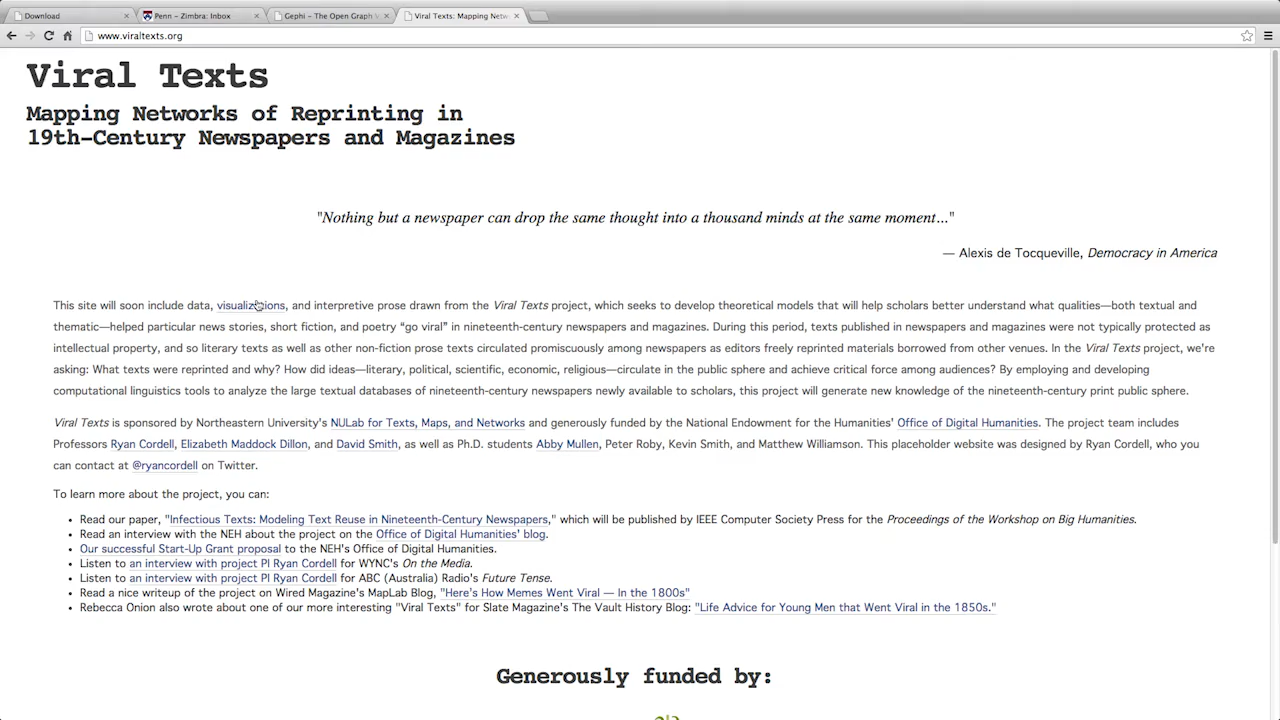 Download
Penn - Zimbra: Inbox
Gephi - The Open Graph V
Viral Texts: Mapping Netw
www.viraltexts.org
Viral Texts
Mapping Networks of Reprinting in
19th-Century Newspapers and Magazines
"Nothing but a newspaper can drop the same thought into a thousand minds at the same moment..."
— Alexis de Tocqueville, Democracy in America
This site will soon include data, visualizations, and interpretive prose drawn from the Viral Texts project, which seeks to develop theoretical models that will help scholars better understand what qualities—both textual and
thematic—helped particular news stories, short fiction, and poetry “go viral” in nineteenth-century newspapers and magazines. During this period, texts published in newspapers and magazines were not typically protected as
intellectual property, and so literary texts as well as other non-fiction prose texts circulated promiscuously among newspapers as editors freely reprinted materials borrowed from other venues. In the Viral Texts project, we're
asking: What texts were reprinted and why? How did ideas—literary, political, scientific, economic, religious—circulate in the public sphere and achieve critical force among audiences? By employing and developing
computational linguistics tools to analyze the large textual databases of nineteenth-century newspapers newly available to scholars, this project will generate new knowledge of the nineteenth-century print public sphere.
Viral Texts is sponsored by Northeastern University's NULab for Texts, Maps, and Networks and generously funded by the National Endowment for the Humanities' Office of Digital Humanities. The project team includes
Professors Ryan Cordell, Elizabeth Maddock Dillon, and David Smith, as well as Ph.D. students Abby Mullen, Peter Roby, Kevin Smith, and Matthew Williamson. This placeholder website was designed by Ryan Cordell, who you
can contact at @ryancordell on Twitter.
To learn more about the project, you can:
• Read our paper, "Infectious Texts: Modeling Text Reuse in Nineteenth-Century Newspapers," which will be published by IEEE Computer Society Press for the Proceedings of the Workshop on Big Humanities.
• Read an interview with the NEH about the project on the Office of Digital Humanities' blog.
• Our successful Start-Up Grant proposal to the NEH's Office of Digital Humanities.
• Listen to an interview with project PI Ryan Cordell for WYNC's On the Media.
• Listen to an interview with project PI Ryan Cordell for ABC (Australia) Radio's Future Tense.
• Read a nice writeup of the project on Wired Magazine's MapLab Blog, "Here's How Memes Went Viral — In the 1800s"
• Rebecca Onion also wrote about one of our more interesting "Viral Texts" for Slate Magazine's The Vault History Blog: "Life Advice for Young Men that Went Viral in the 1850s."
Generously funded by: